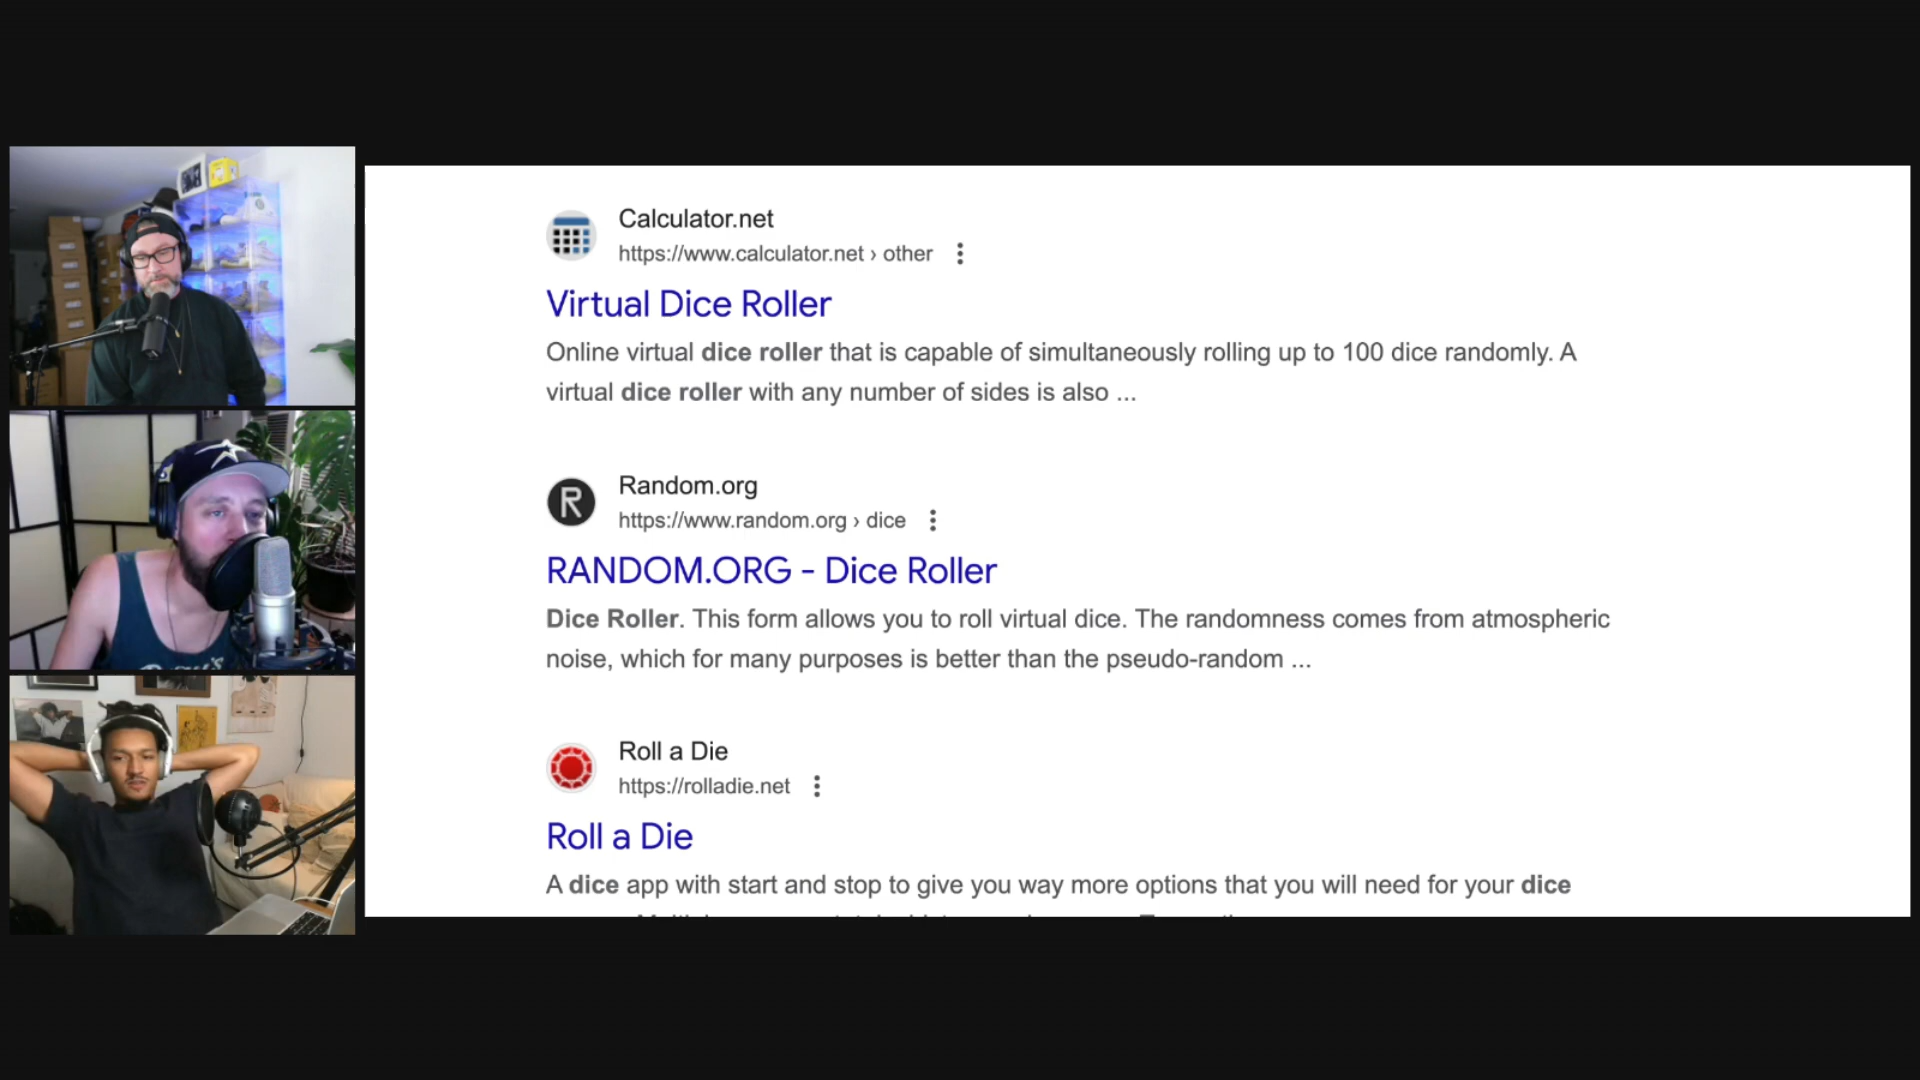 Calculator.net
https://www.calculator.net › other
Virtual Dice Roller
Online virtual dice roller that is capable of simultaneously rolling up to 100 dice randomly. A
virtual dice roller with any number of sides is also ...
R
Random.org
https://www.random.org › dice
RANDOM.ORG - Dice Roller
Dice Roller. This form allows you to roll virtual dice. The randomness comes from atmospheric
noise, which for many purposes is better than the pseudo-random ...
Roll a Die
https://rolladie.net
Roll a Die
A dice app with start and stop to give you way more options that you will need for your dice